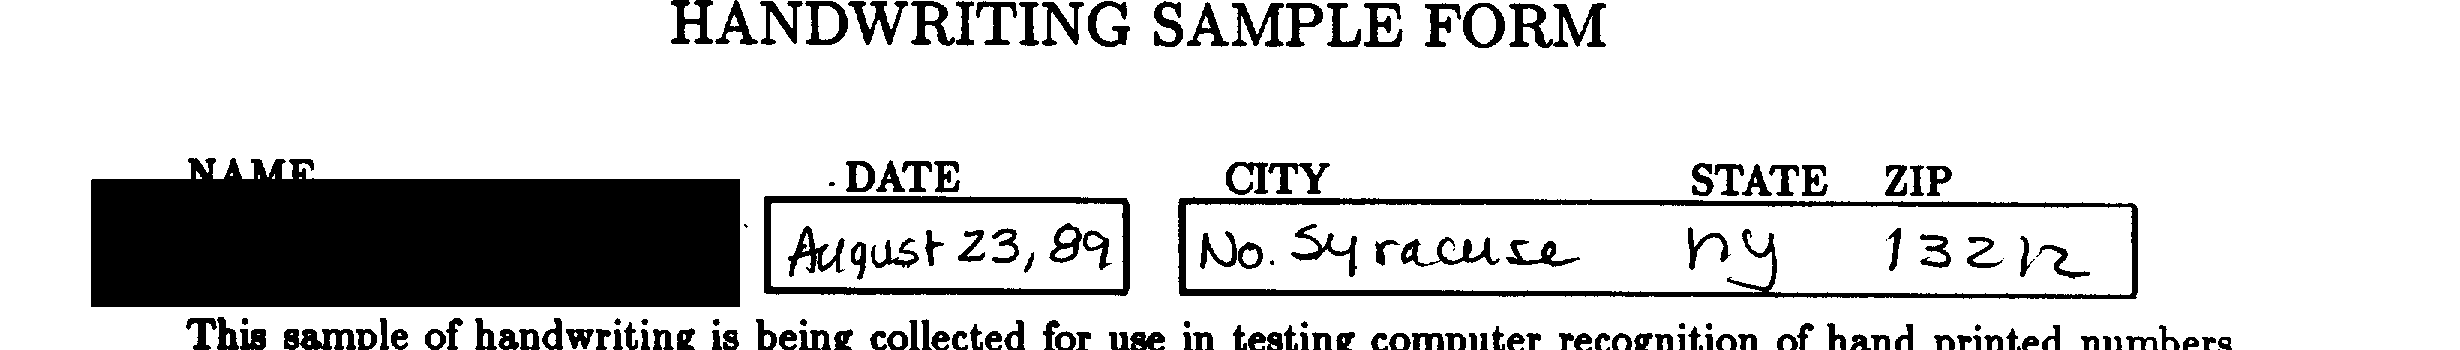 HANDWRITING SAMPLE FORM
NAME DATE CITY STATE ZIP
August 23, 89 No. Syracuse ny 13212
This sample of handwriting is being collected for use in testing computer recognition of hand printed numbers